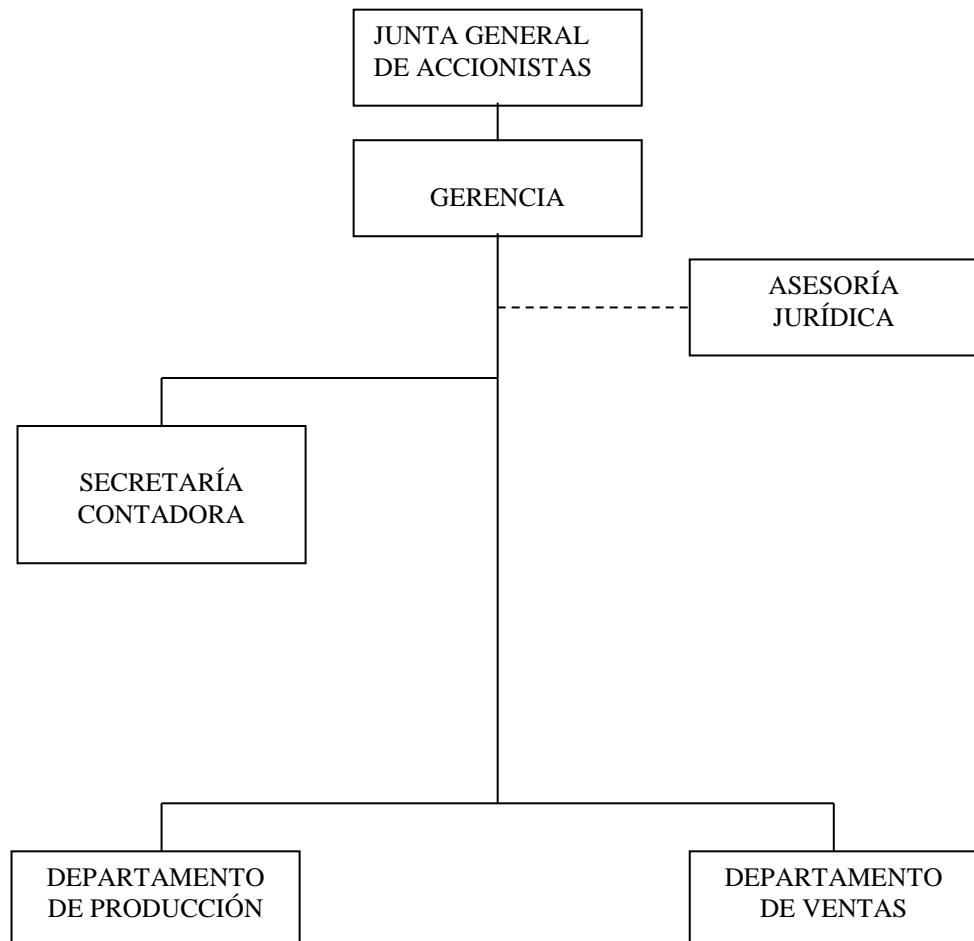 JUNTA GENERAL
DE ACCIONISTAS
GERENCIA
ASESORÍA
JURÍDICA
SECRETARÍA
CONTADORA
DEPARTAMENTO
DE PRODUCCIÓN
DEPARTAMENTO
DE VENTAS